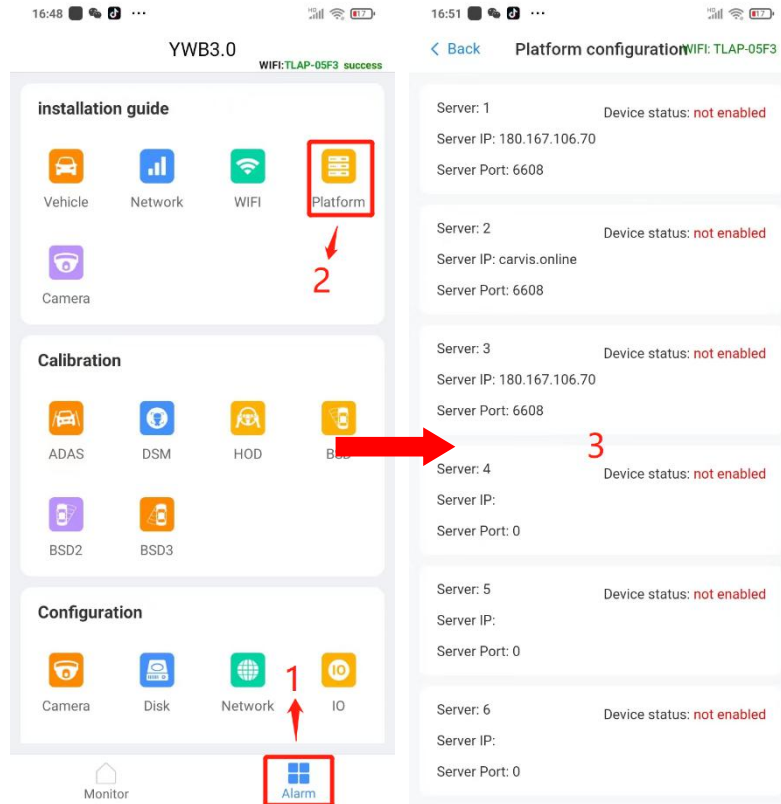 16:48 ... HD 17
YWB3.0
WIFI:TLAP-05F3 success
installation guide
Vehicle Network WIFI Platform
2
Camera
Calibration
ADAS DSM HOD BSD
BSD2 BSD3
Configuration
IO
1
Camera Disk Network IO
Monitor Alarm
16:51 ... HD 17
Back Platform configuration WIFI: TLAP-05F3
Server: 1 Device status: not enabled
Server IP: 180.167.106.70
Server Port: 6608
Server: 2 Device status: not enabled
Server IP: carvis.online
Server Port: 6608
Server: 3 Device status: not enabled
Server IP: 180.167.106.70
Server Port: 6608
3
Server: 4 Device status: not enabled
Server IP:
Server Port: 0
Server: 5 Device status: not enabled
Server IP:
Server Port: 0
Server: 6 Device status: not enabled
Server IP:
Server Port: 0